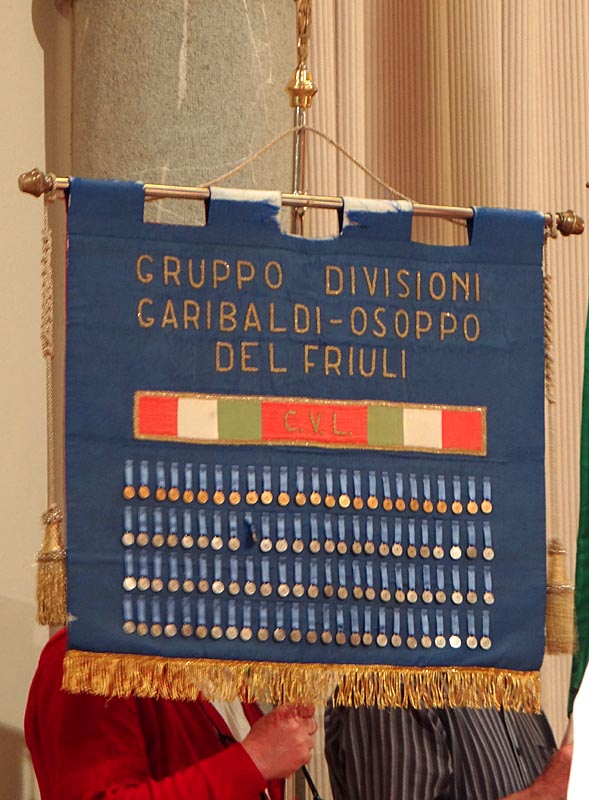 GRUPPO DIVISIONI
GARIBALDI-OSOPPO
DEL FRIULI
C.V.L.